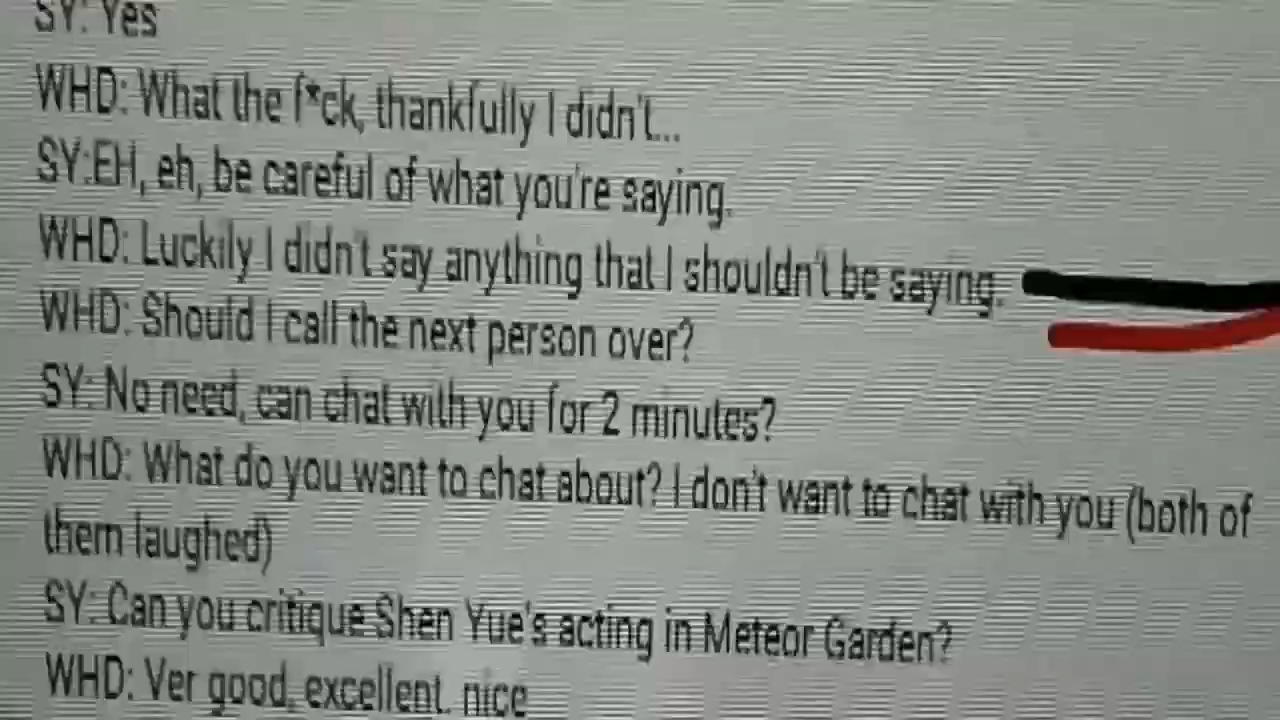 SY: Yes
WHD: What the f*ck, thankfully I didn't...
SY:EH, eh, be careful of what you're saying.
WHD: Luckily I didn't say anything that I shouldn't be saying.
WHD: Should I call the next person over?
SY: No need, can chat with you for 2 minutes?
WHD: What do you want to chat about? I don't want to chat with you (both of
them laughed)
SY: Can you critique Shen Yue's acting in Meteor Garden?
WHD: Ver good, excellent. nice